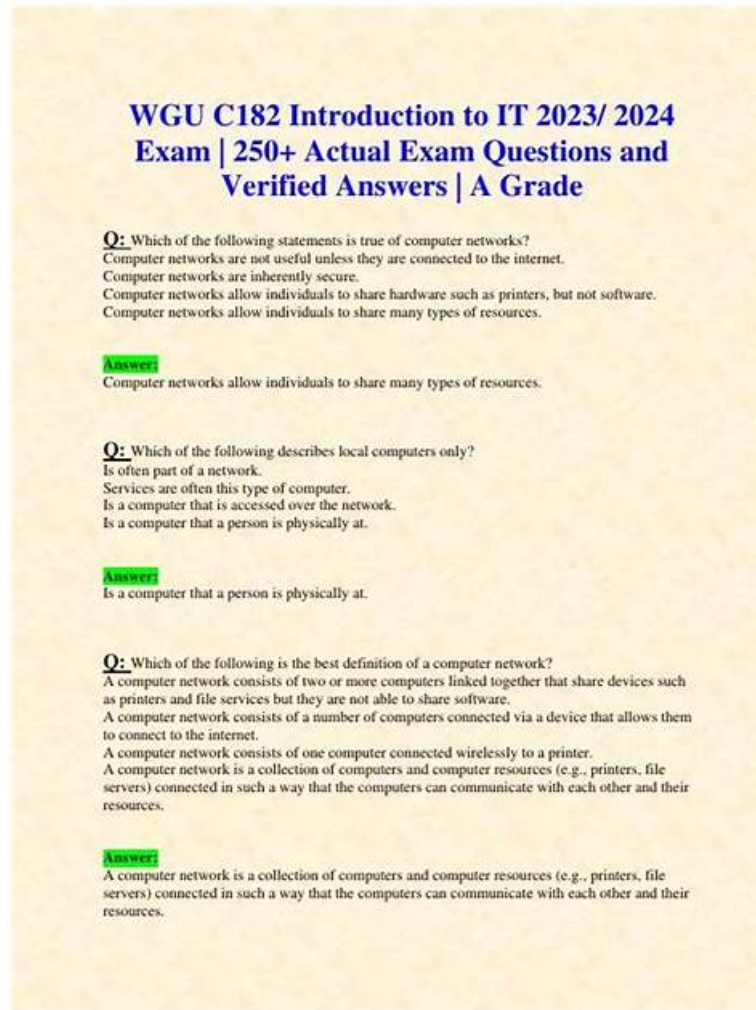 WGU C182 Introduction to IT 2023/ 2024
Exam | 250+ Actual Exam Questions and
Verified Answers | A Grade
Q: Which of the following statements is true of computer networks?
Computer networks are not useful unless they are connected to the internet.
Computer networks are inherently secure.
Computer networks allow individuals to share hardware such as printers, but not software.
Computer networks allow individuals to share many types of resources.
Answer:
Computer networks allow individuals to share many types of resources.
Q: Which of the following describes local computers only?
Is often part of a network.
Services are often this type of computer.
Is a computer that is accessed over the network.
Is a computer that a person is physically at.
Answer:
Is a computer that a person is physically at.
Q: Which of the following is the best definition of a computer network?
A computer network consists of two or more computers linked together that share devices such
as printers and file services but they are not able to share software.
A computer network consists of a number of computers connected via a device that allows them
to connect to the internet.
A computer network consists of one computer connected wirelessly to a printer.
A computer network is a collection of computers and computer resources (e.g., printers, file
servers) connected in such a way that the computers can communicate with each other and their
resources.
Answer:
A computer network is a collection of computers and computer resources (e.g., printers, file
servers) connected in such a way that the computers can communicate with each other and their
resources.